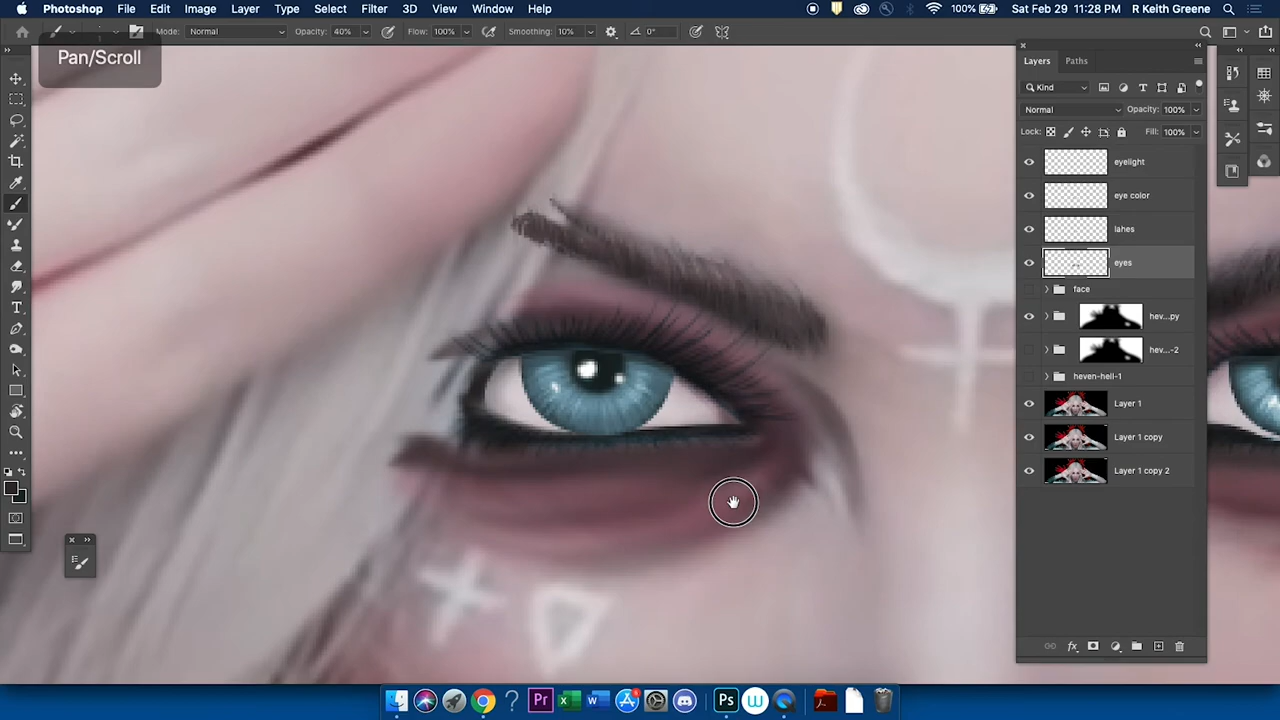 Photoshop File Edit Image Layer Type Select Filter 3D View Window Help 100% Sat Feb 29 11:28 PM R Keith Greene
Mode: Normal Opacity: 40% Flow: 100% Smoothing: 10% 0°
Pan/Scroll
Layers Paths
Kind
Normal Opacity: 100%
Lock: Fill: 100%
eyelight
eye color
lahes
eyes
face
hev...py
hev...-2
heven-hell-1
Layer 1
Layer 1 copy
Layer 1 copy 2
fx
Pr W Ps W